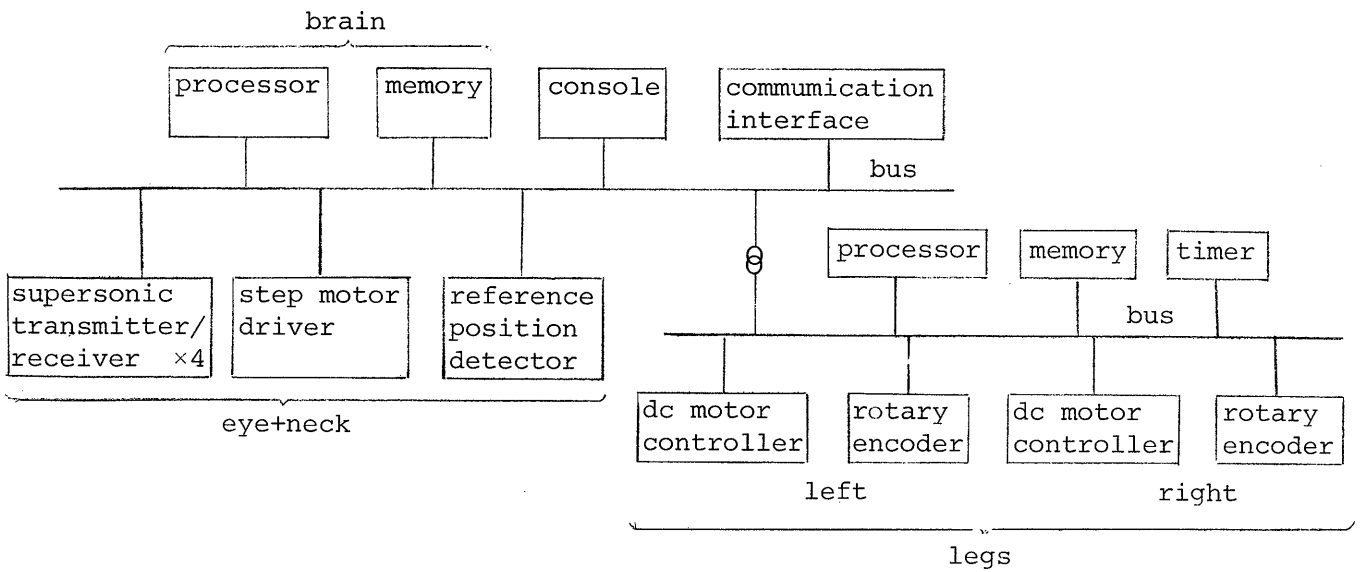 brain
processor
memory
console
commumication
interface
bus
supersonic
transmitter/
receiver ×4
step motor
driver
reference
position
detector
eye+neck
processor
memory
timer
bus
dc motor
controller
rotary
encoder
dc motor
controller
rotary
encoder
left
right
legs